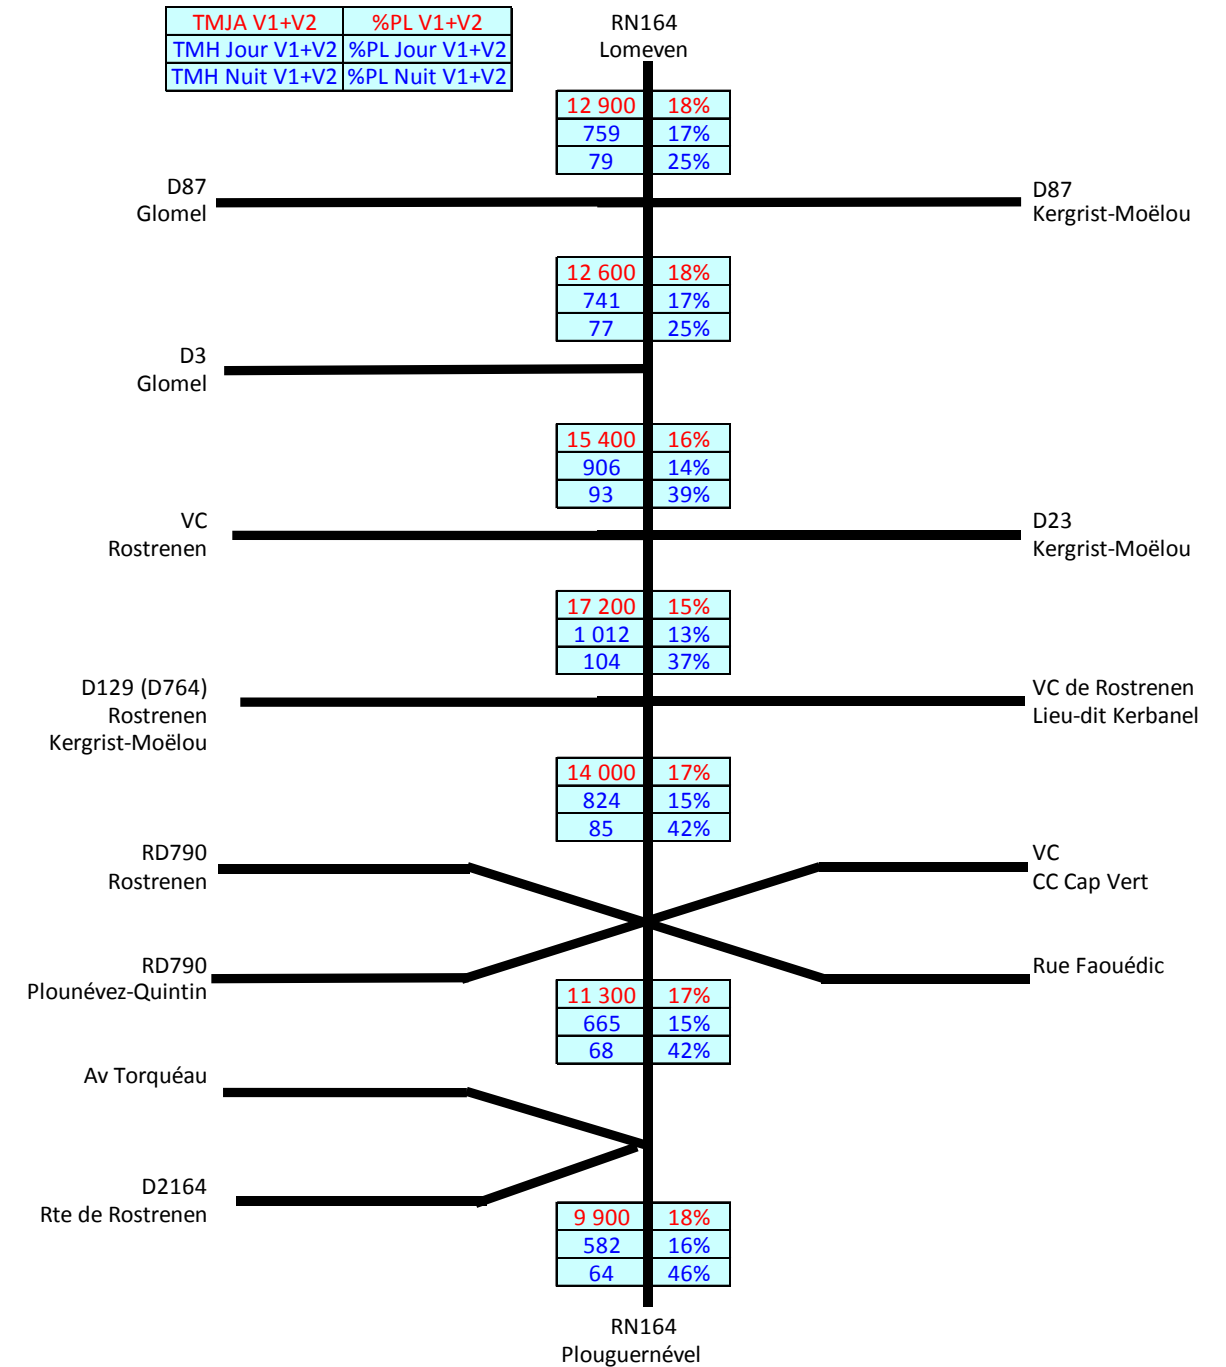 TMJA V1+V2 %PL V1+V2
TMH Jour V1+V2 %PL Jour V1+V2
TMH Nuit V1+V2 %PL Nuit V1+V2
RN164
Lomeven
12 900 18%
759 17%
79 25%
D87
Glomel
D87
Kergrist-Moëlou
12 600 18%
741 17%
77 25%
D3
Glomel
15 400 16%
906 14%
93 39%
VC
Rostrenen
D23
Kergrist-Moëlou
17 200 15%
1 012 13%
104 37%
D129 (D764)
Rostrenen
Kergrist-Moëlou
VC de Rostrenen
Lieu-dit Kerbanel
14 000 17%
824 15%
85 42%
RD790
Rostrenen
VC
CC Cap Vert
RD790
Plounévez-Quintin
Rue Faouédic
11 300 17%
665 15%
68 42%
Av Torquéau
D2164
Rte de Rostrenen
9 900 18%
582 16%
64 46%
RN164
Plouguernével